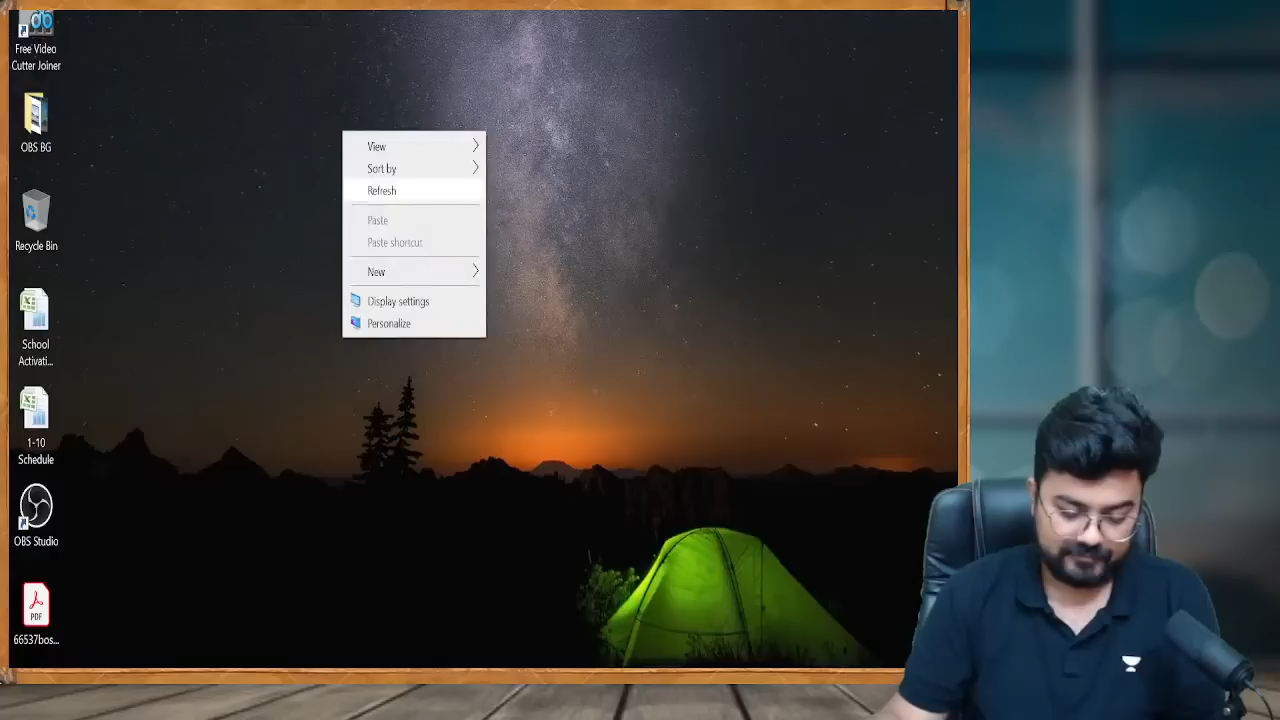 Free Video
Cutter Joiner
OBS BG
Recycle Bin
School
Activati...
1-10
Schedule
OBS Studio
PDF
66537bos...
View
Sort by
Refresh
Paste
Paste shortcut
New
Display settings
Personalize